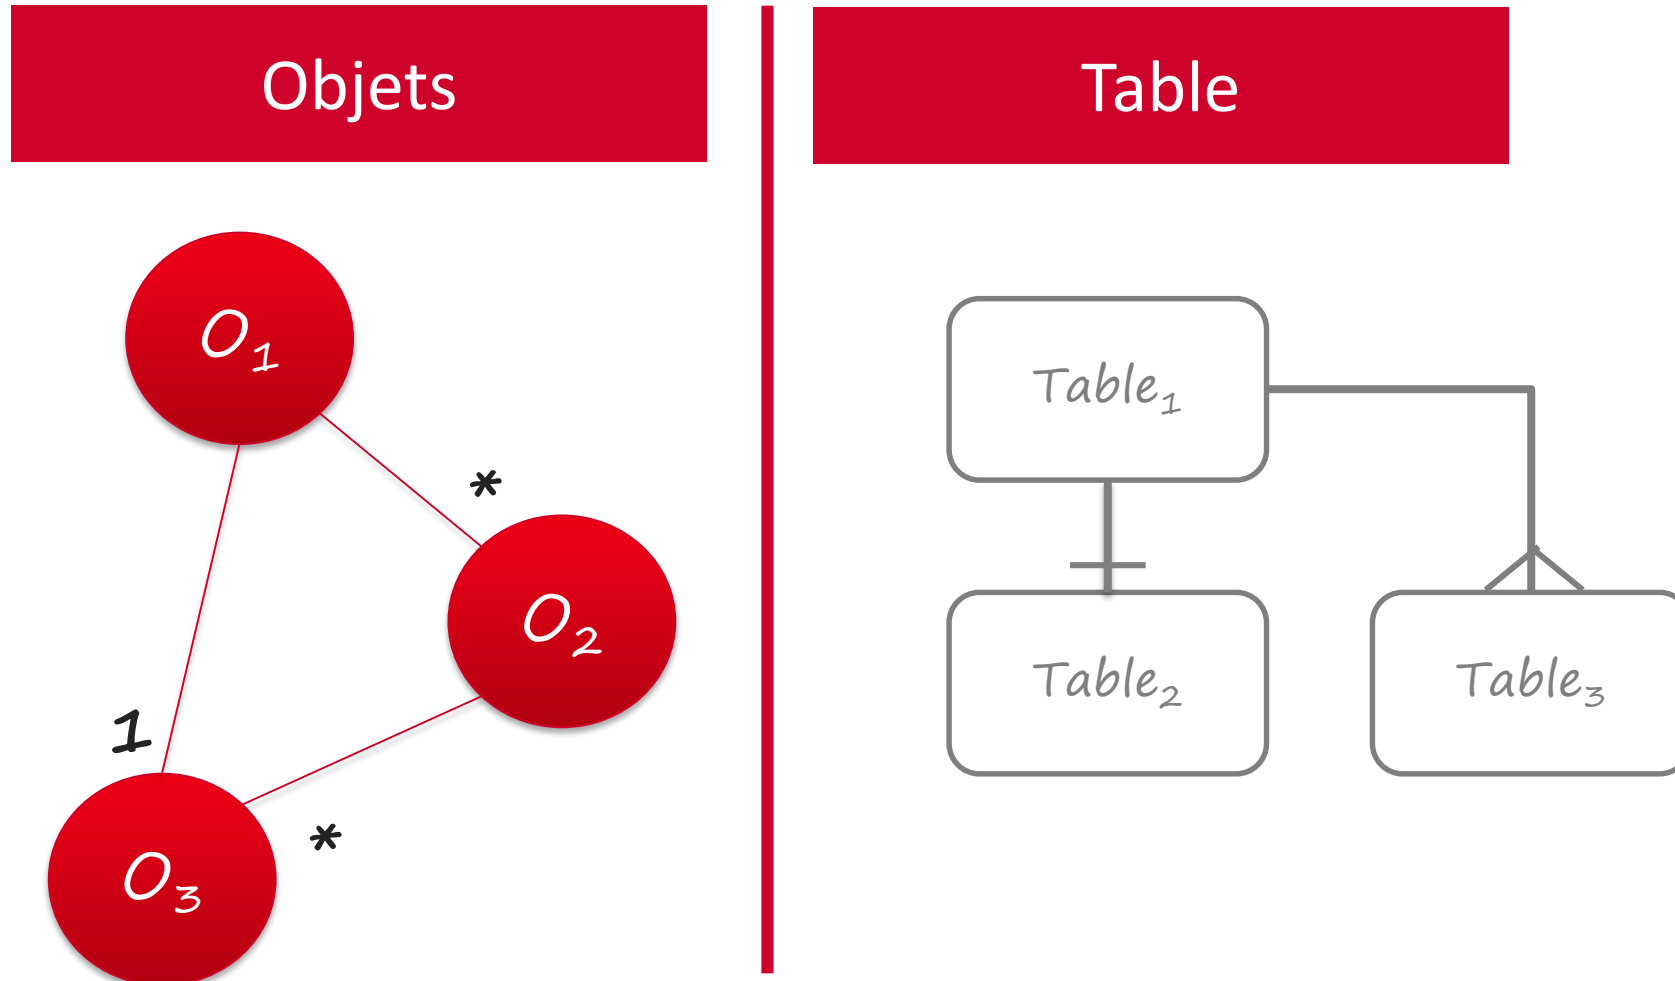 Objets
O₁
*
O₂
1
*
O₃
Table
Table₁
Table₂
Table₃